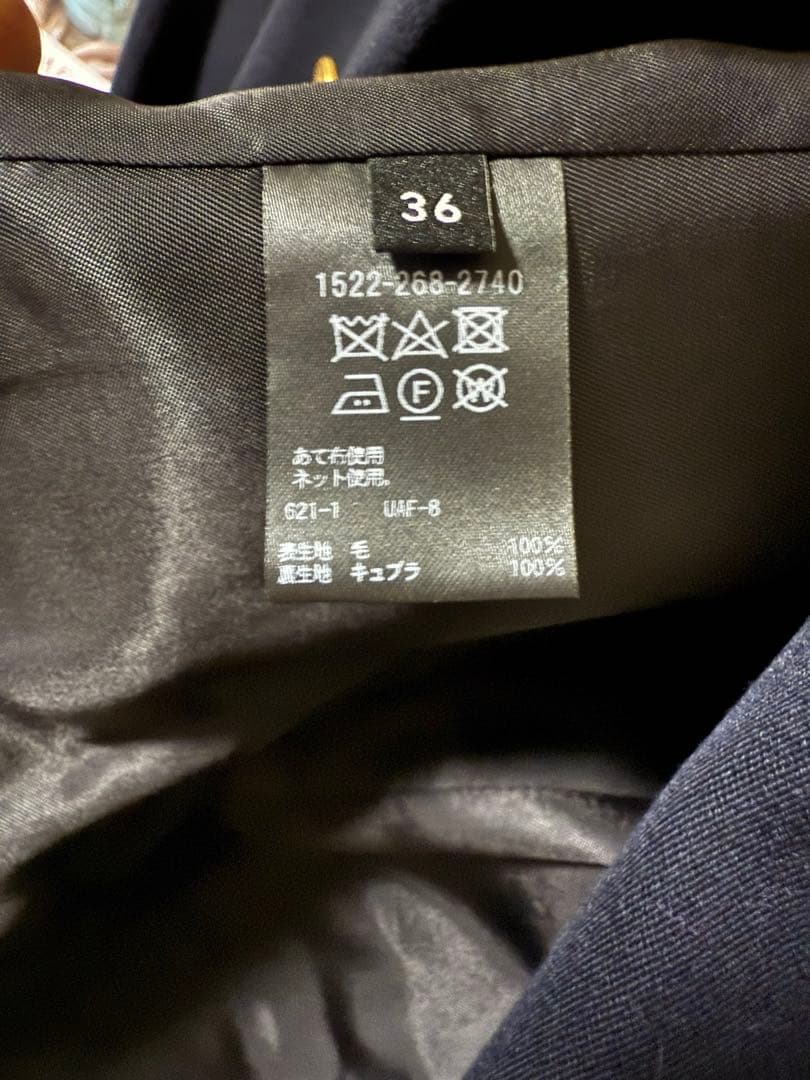 36
1522-268-2740
F W
あて布使用
ネット使用。
621-1 UAF-8
表生地 毛 100%
裏生地 キュプラ 100%